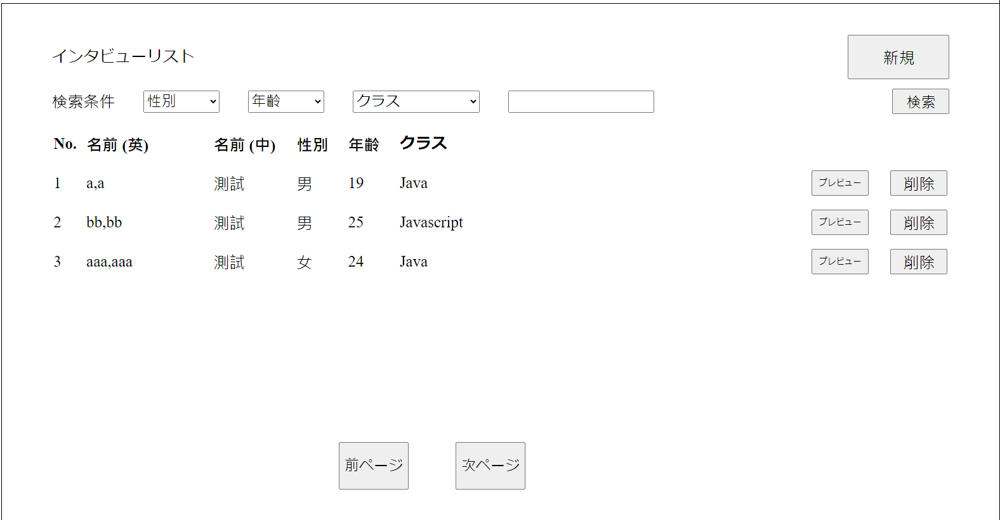 インタビューリスト 新規
検索条件 性別 年齢 クラス 検索
No. 名前 (英) 名前 (中) 性別 年齢 クラス
1 a,a 測試 男 19 Java プレビュー 削除
2 bb,bb 測試 男 25 Javascript プレビュー 削除
3 aaa,aaa 測試 女 24 Java プレビュー 削除
前ページ 次ページ